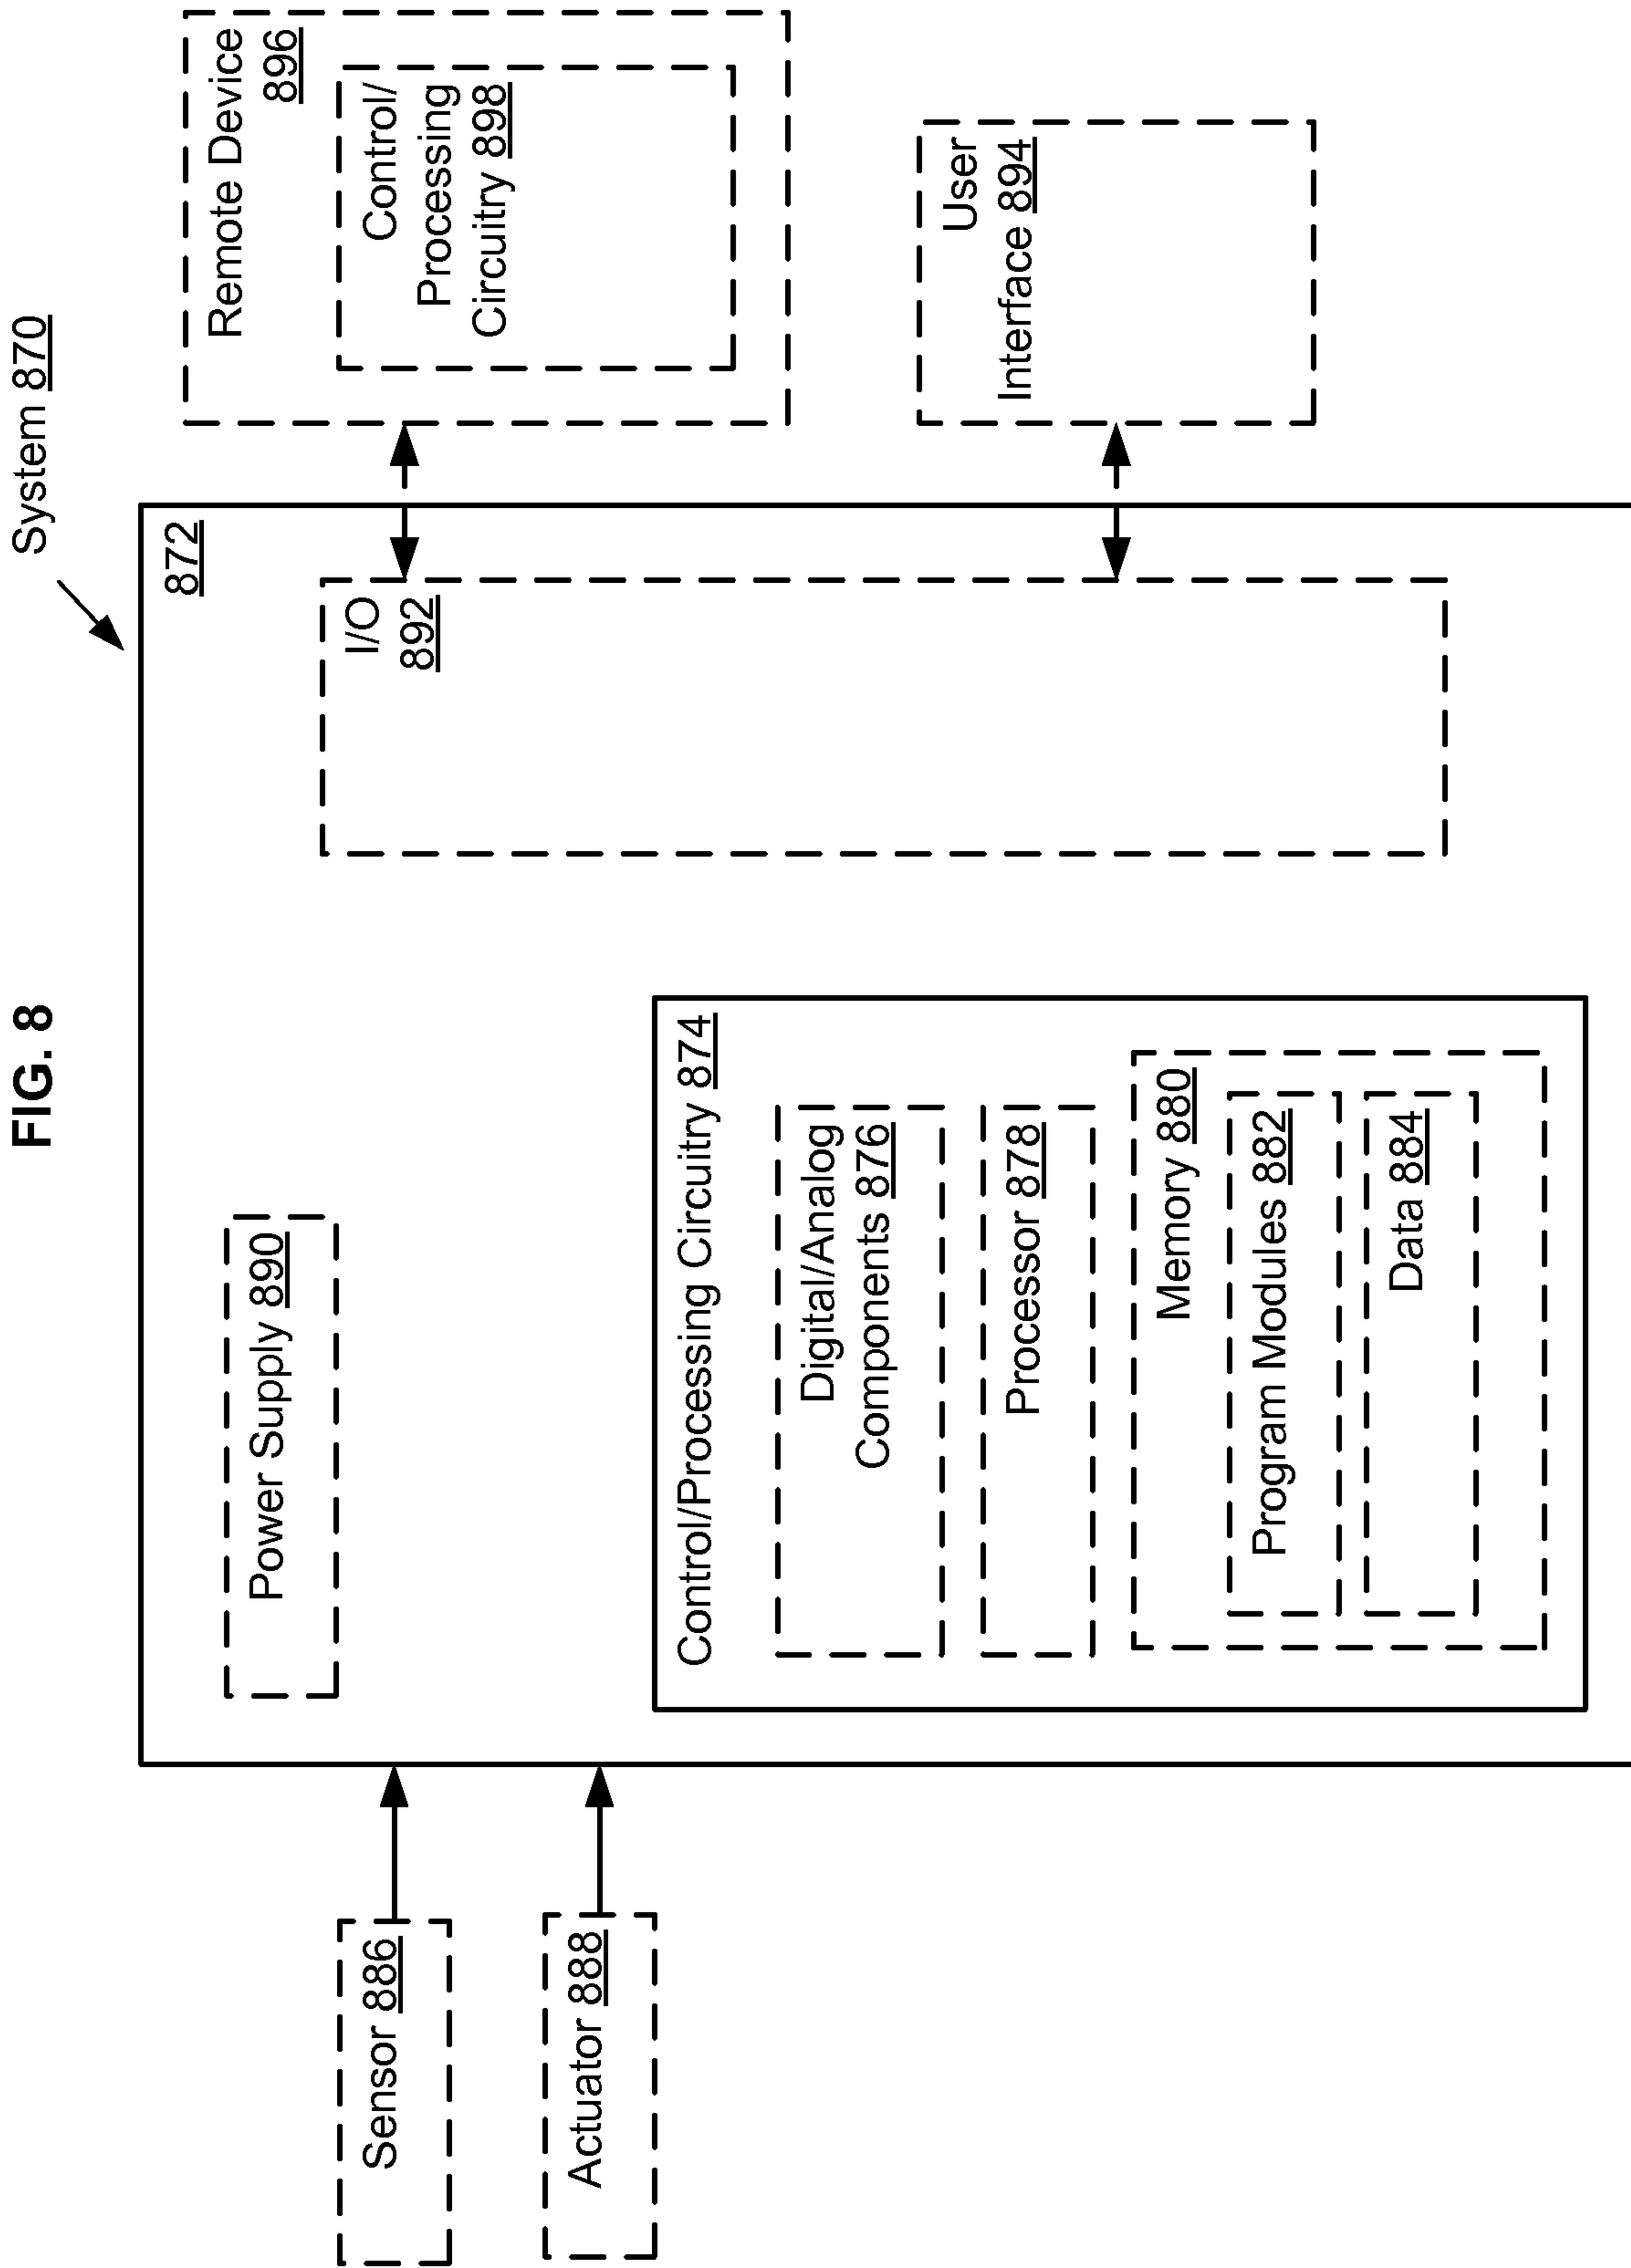 FIG. 8
System 870
872
Sensor 886
Actuator 888
Power Supply 890
Control/Processing Circuitry 874
Digital/Analog
Components 876
Processor 878
Memory 880
Program Modules 882
Data 884
I/O
892
Remote Device
896
Control/
Processing
Circuitry 898
User
Interface 894